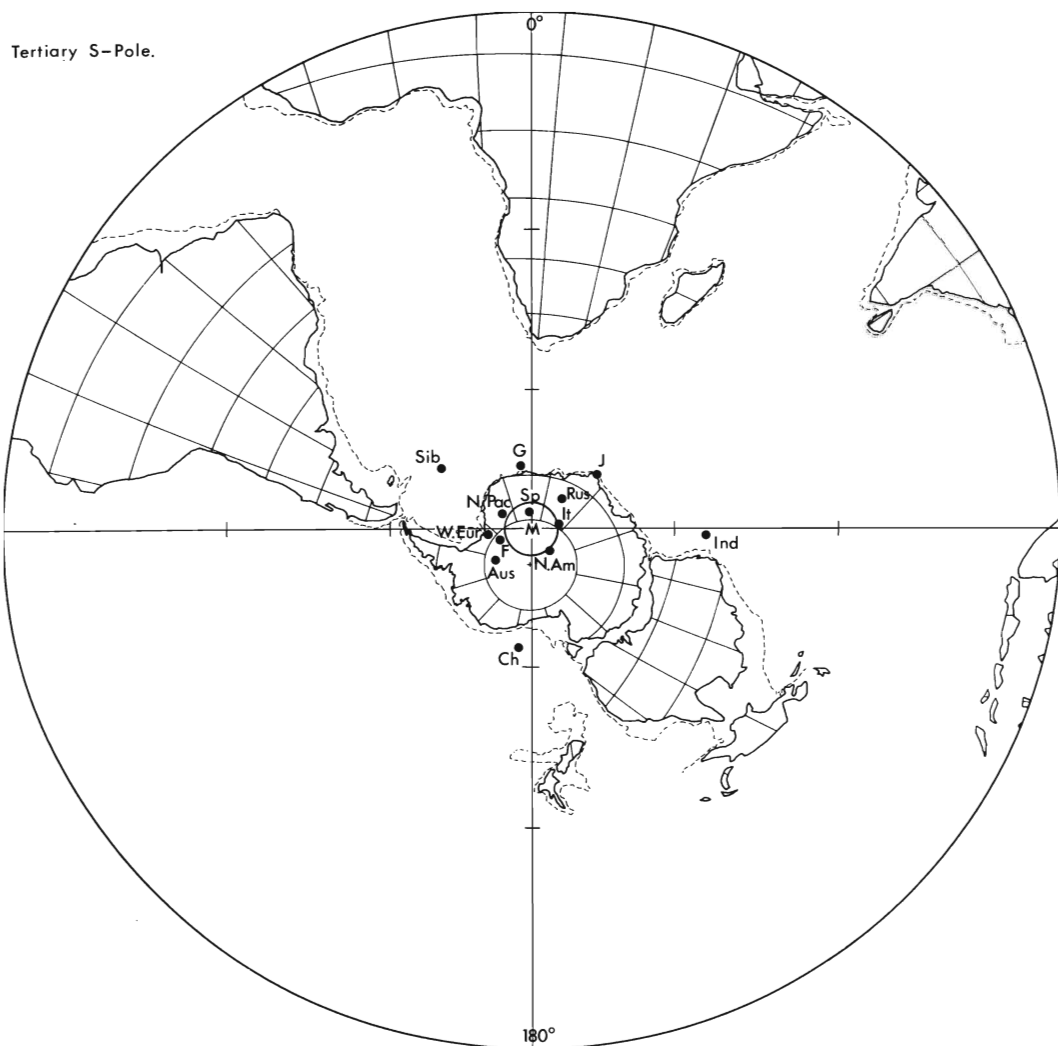 0°
Tertiary S-Pole.
Sib
G
J
N.Pac
Sp
Rus
It
W.Eur
M
Ind
F
N.Am
Aus
Ch
180°